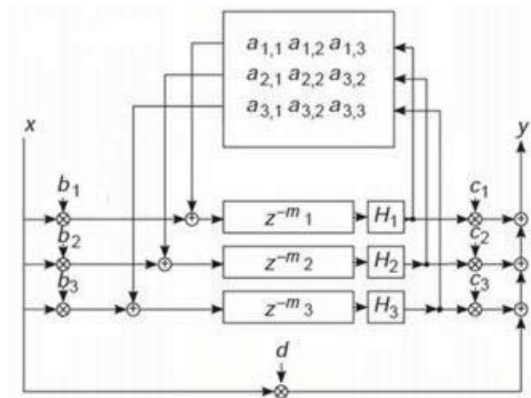 a1,1 a1,2 a1,3
a2,1 a2,2 a3,2
a3,1 a3,2 a3,3
x
y
b1
c1
z^-m 1
H1
b2
c2
z^-m 2
H2
b3
c3
z^-m 3
H3
d